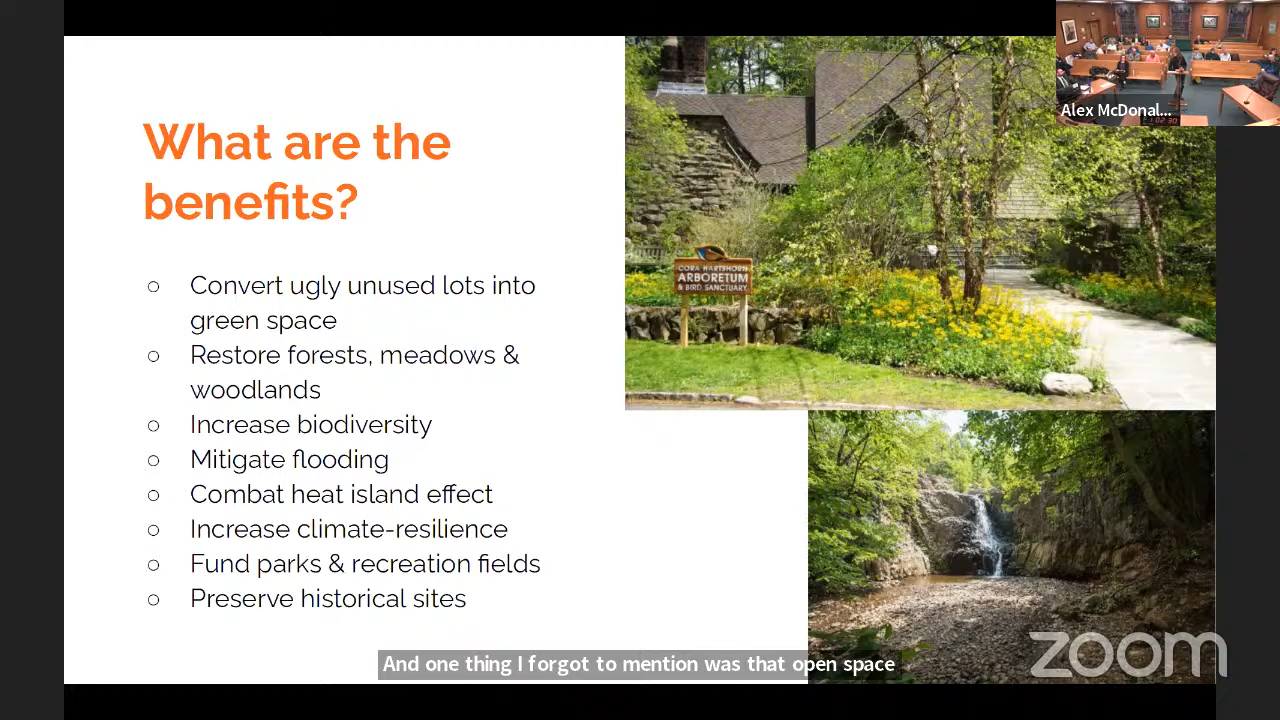 What are the
benefits?
○ Convert ugly unused lots into
green space
○ Restore forests, meadows &
woodlands
○ Increase biodiversity
○ Mitigate flooding
○ Combat heat island effect
○ Increase climate-resilience
○ Fund parks & recreation fields
○ Preserve historical sites
CORA HARTSHORN
ARBORETUM
& BIRD SANCTUARY
Alex McDonal...
And one thing I forgot to mention was that open space
zoom